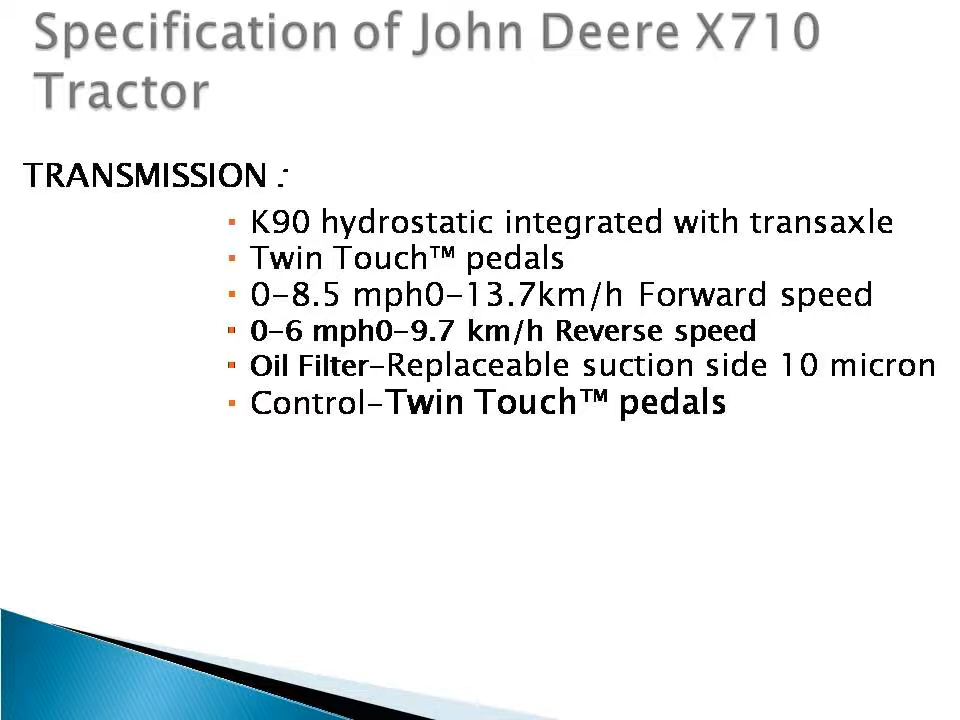 Specification of John Deere X710
Tractor
TRANSMISSION :
▪ K90 hydrostatic integrated with transaxle
▪ Twin Touch™ pedals
▪ 0-8.5 mph0-13.7km/h Forward speed
▪ 0-6 mph0-9.7 km/h Reverse speed
▪ Oil Filter-Replaceable suction side 10 micron
▪ Control-Twin Touch™ pedals